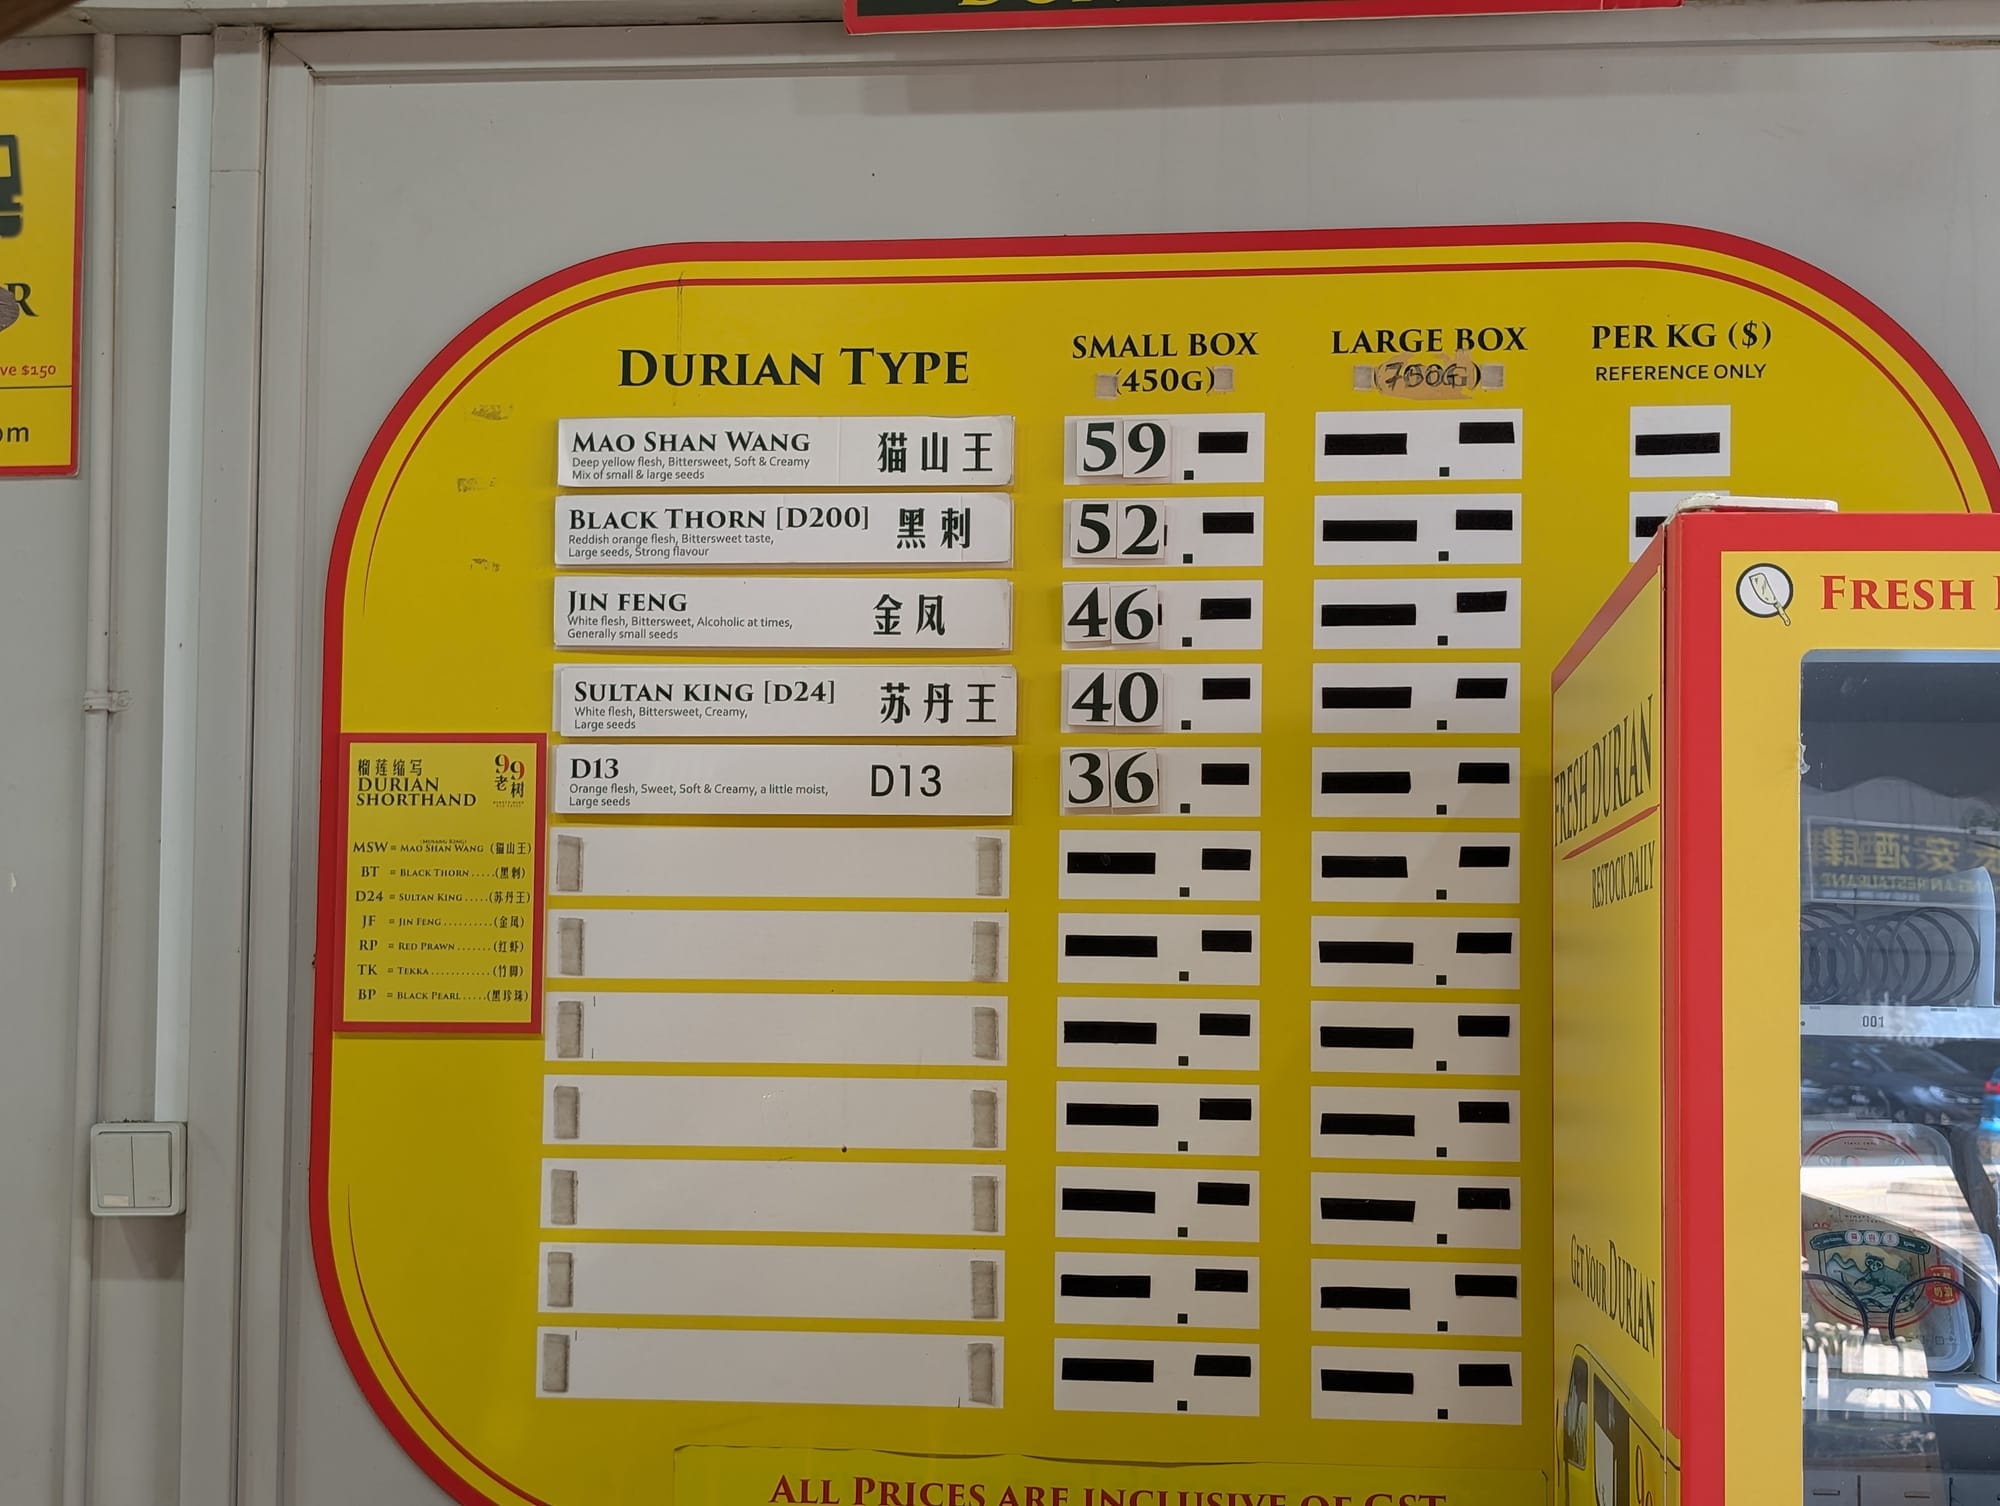 ve $150
om
DURIAN TYPE
SMALL BOX
(450G)
LARGE BOX
PER KG ($)
REFERENCE ONLY
MAO SHAN WANG 猫山王 59.
Deep yellow flesh, Bittersweet, Soft & Creamy
Mix of small & large seeds
BLACK THORN [D200] 黑刺 52.
Reddish orange flesh, Bittersweet taste,
Large seeds, Strong flavour
JIN FENG 金凤 46.
White flesh, Bittersweet, Alcoholic at times,
Generally small seeds
SULTAN KING [D24] 苏丹王 40.
White flesh, Bittersweet, Creamy,
Large seeds
D13 D13 36.
Orange flesh, Sweet, Soft & Creamy, a little moist,
Large seeds
榴莲缩写
DURIAN
SHORTHAND
99
老树
MSW = MAO SHAN WANG (猫山王)
BT = BLACK THORN.....(黑刺)
D24 = SULTAN KING.....(苏丹王)
JF = JIN FENG..........(金凤)
RP = RED PRAWN.......(红虾)
TK = TEKKA............(竹脚)
BP = BLACK PEARL.....(黑珍珠)
ALL PRICES ARE INCLUSIVE OF GST
FRESH
FRESH DURIAN
RESTOCK DAILY
GET YOUR DURIAN
001